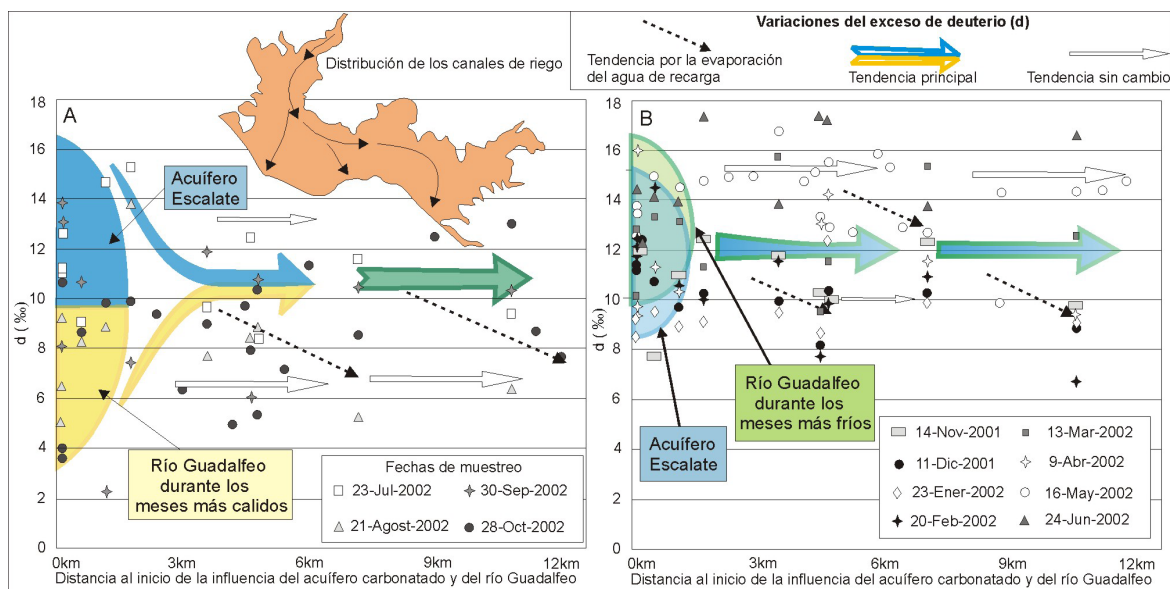 Variaciones del exceso de deuterio (d)
Tendencia por la evaporación
del agua de recarga
Tendencia principal
Tendencia sin cambio
Distribución de los canales de riego
A
18
16
14
12
10
8
6
4
2
0
d (‰)
Acuífero
Escalate
Río Guadalfeo
durante los
meses más calidos
Fechas de muestreo
23-Jul-2002
30-Sep-2002
21-Agost-2002
28-Oct-2002
0km
3km
6km
9km
12km
Distancia al inicio de la influencia del acuífero carbonatado y del río Guadalfeo
B
18
16
14
12
10
8
6
4
2
0
d (‰)
Río Guadalfeo
durante los
meses más fríos
Acuífero
Escalate
14-Nov-2001
13-Mar-2002
11-Dic-2001
9-Abr-2002
23-Ener-2002
16-May-2002
20-Feb-2002
24-Jun-2002
0km
3km
6km
9km
12km
Distancia al inicio de la influencia del acuífero carbonatado y del río Guadalfeo